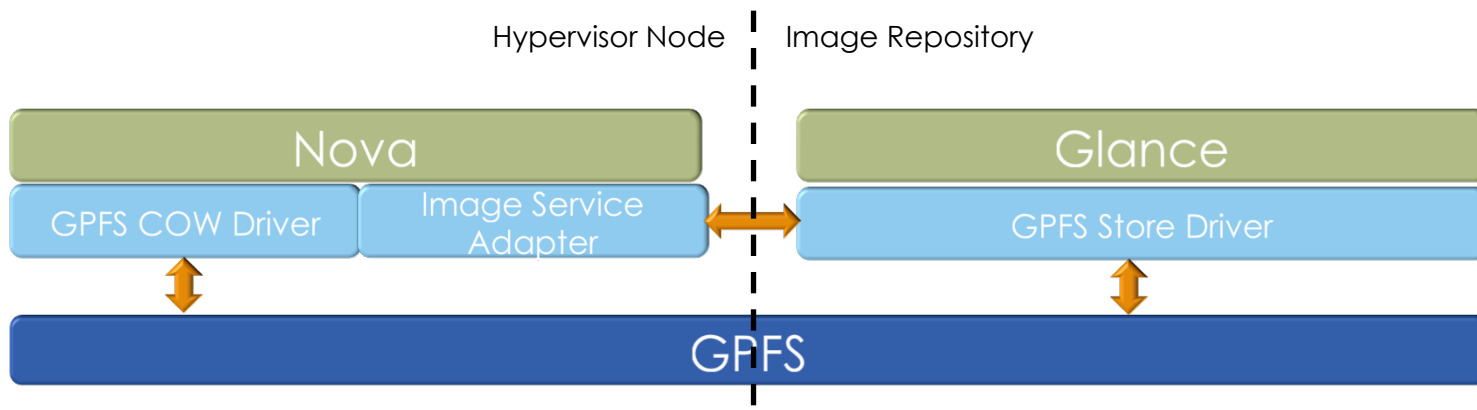 Hypervisor Node
Image Repository
Nova
Glance
GPFS COW Driver
Image Service
Adapter
GPFS Store Driver
GPFS